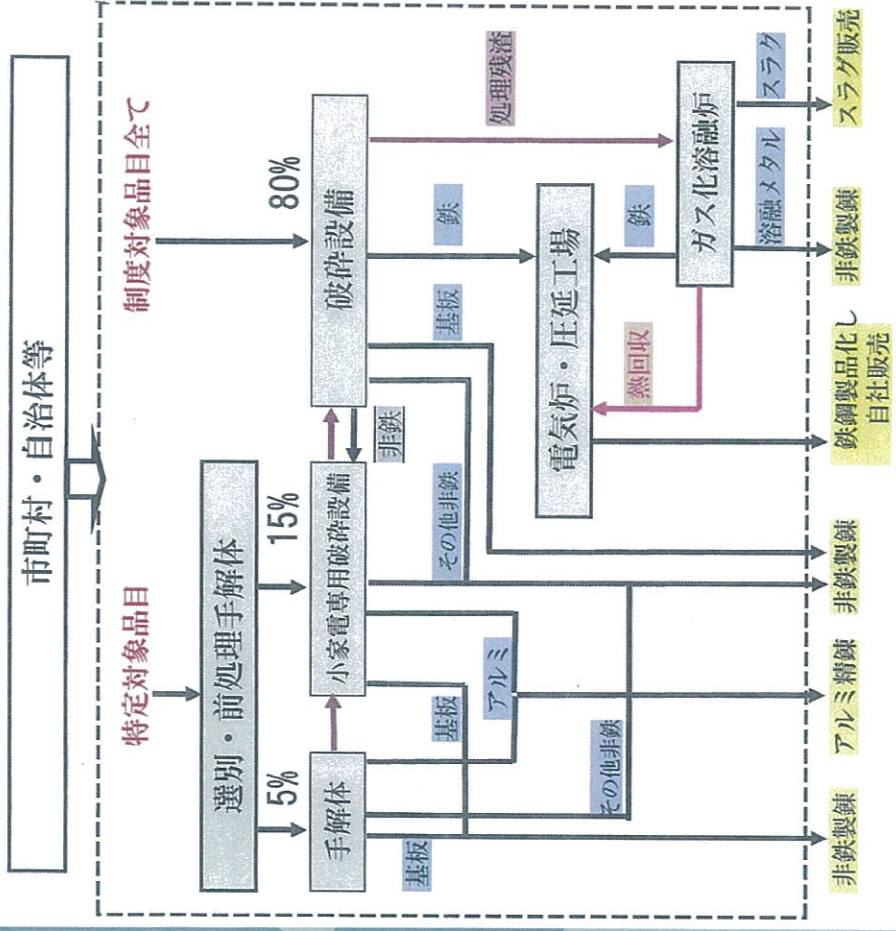 市町村・自治体等
特定対象品目
制度対象品目全て
選別・前処理手解体
5%
15%
80%
手解体
小家電専用破砕設備
破砕設備
非鉄
基板
基板
アルミ
その他非鉄
その他非鉄
基板
鉄
処理残渣
電気炉・圧延工場
熱回収
鉄
ガス化溶融炉
溶融メタル
スラグ
非鉄製錬
アルミ精錬
非鉄製錬
鉄鋼製品化し
自社販売
非鉄製錬
スラグ販売